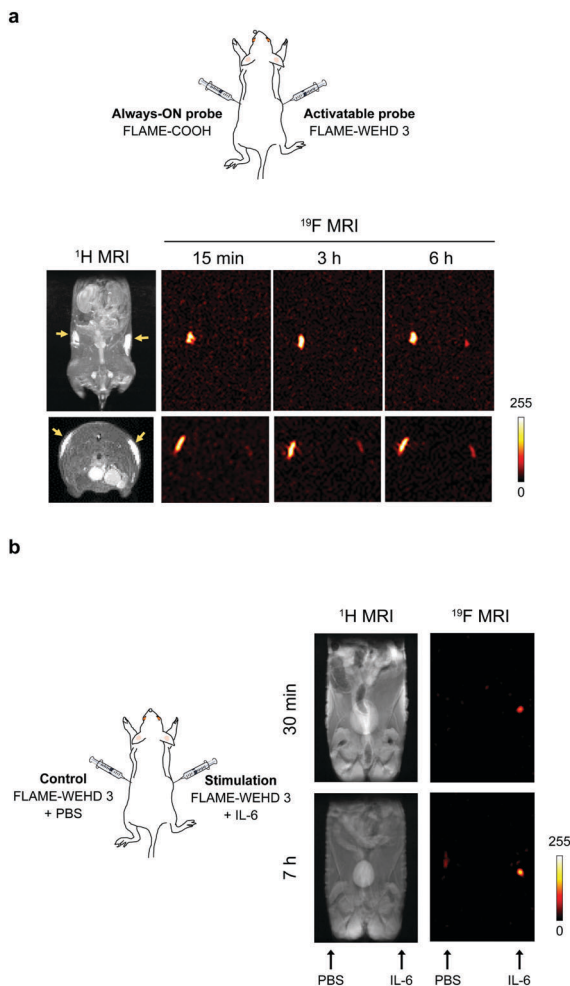 a
Always-ON probe
FLAME-COOH
Activatable probe
FLAME-WEHD 3
¹⁹F MRI
¹H MRI
15 min
3 h
6 h
255
0
b
¹H MRI
¹⁹F MRI
30 min
Control
FLAME-WEHD 3
+ PBS
Stimulation
FLAME-WEHD 3
+ IL-6
7 h
255
0
PBS
IL-6
PBS
IL-6